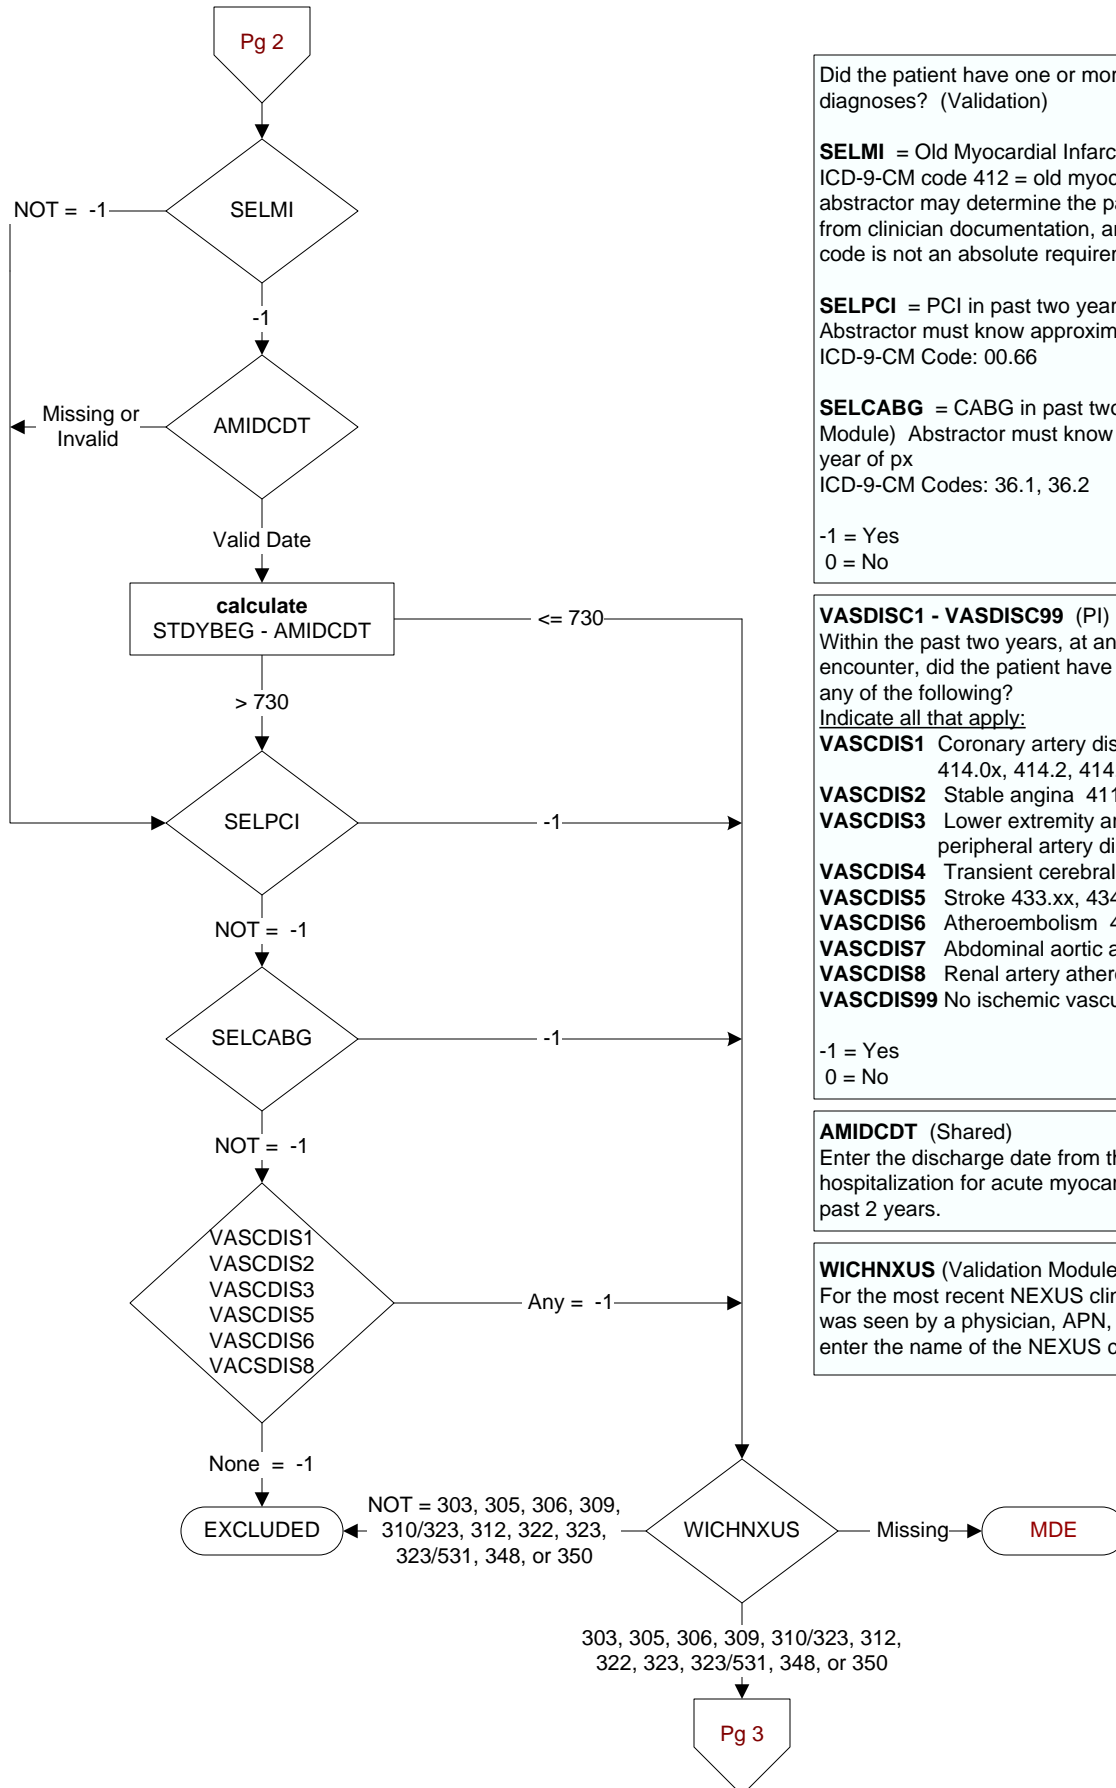 Pg 2
SELMI
NOT = -1
-1
AMIDCDT
Missing or
Invalid
Valid Date
calculate
STDYBEG - AMIDCDT
<= 730
> 730
SELPCI
-1
NOT = -1
SELCABG
-1
NOT = -1
VASCDIS1
VASCDIS2
VASCDIS3
VASCDIS5
VASCDIS6
VACSDIS8
Any = -1
None = -1
EXCLUDED
NOT = 303, 305, 306, 309,
310/323, 312, 322, 323,
323/531, 348, or 350
WICHNXUS
Missing
MDE
303, 305, 306, 309, 310/323, 312,
322, 323, 323/531, 348, or 350
Pg 3
Did the patient have one or mor
diagnoses? (Validation)
SELMI = Old Myocardial Infarc
ICD-9-CM code 412 = old myoc
abstractor may determine the pa
from clinician documentation, a
code is not an absolute requirer
SELPCI = PCI in past two year
Abstractor must know approxim
ICD-9-CM Code: 00.66
SELCABG = CABG in past two
Module) Abstractor must know
year of px
ICD-9-CM Codes: 36.1, 36.2
-1 = Yes
0 = No
VASDISC1 - VASDISC99 (PI)
Within the past two years, at an
encounter, did the patient have
any of the following?
Indicate all that apply:
VASCDIS1 Coronary artery dis
414.0x, 414.2, 414
VASCDIS2 Stable angina 411
VASCDIS3 Lower extremity ar
peripheral artery di
VASCDIS4 Transient cerebral
VASCDIS5 Stroke 433.xx, 434
VASCDIS6 Atheroembolism 4
VASCDIS7 Abdominal aortic a
VASCDIS8 Renal artery ather
VASCDIS99 No ischemic vascu
-1 = Yes
0 = No
AMIDCDT (Shared)
Enter the discharge date from th
hospitalization for acute myocar
past 2 years.
WICHNXUS (Validation Module
For the most recent NEXUS clin
was seen by a physician, APN,
enter the name of the NEXUS c